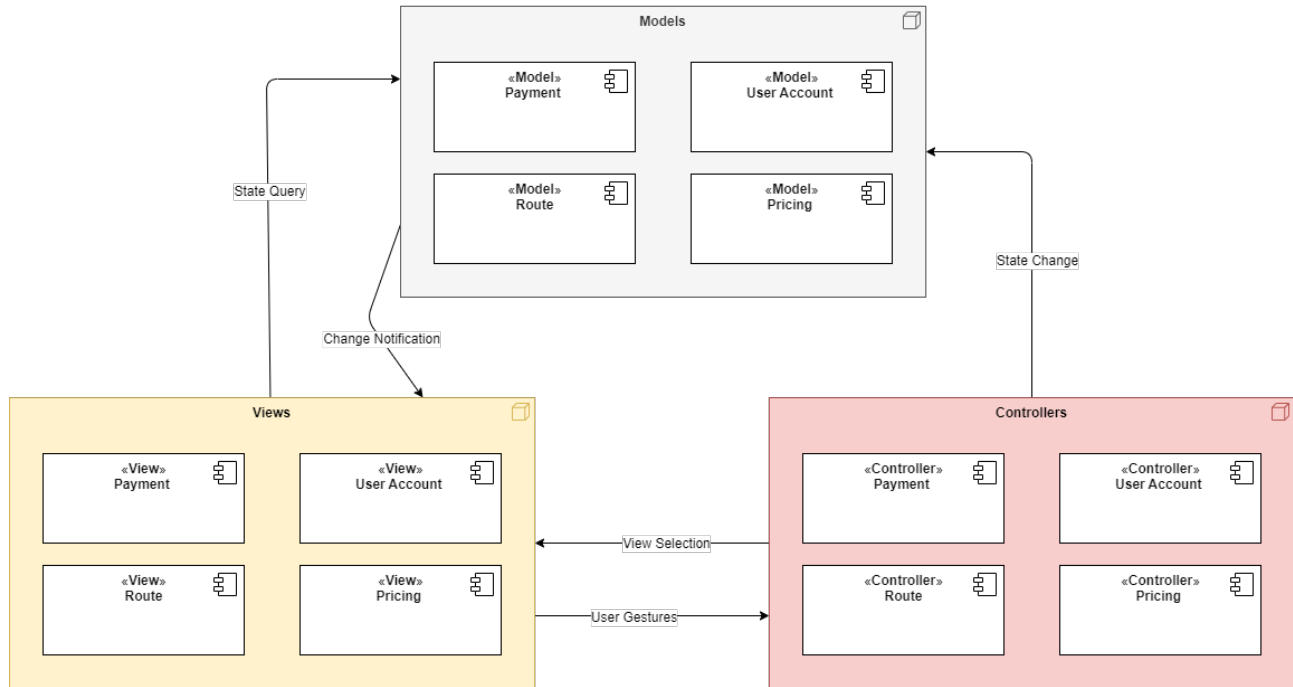 Models
«Model»
Payment
«Model»
User Account
«Model»
Route
«Model»
Pricing
State Query
State Change
Change Notification
Views
«View»
Payment
«View»
User Account
«View»
Route
«View»
Pricing
View Selection
User Gestures
Controllers
«Controller»
Payment
«Controller»
User Account
«Controller»
Route
«Controller»
Pricing